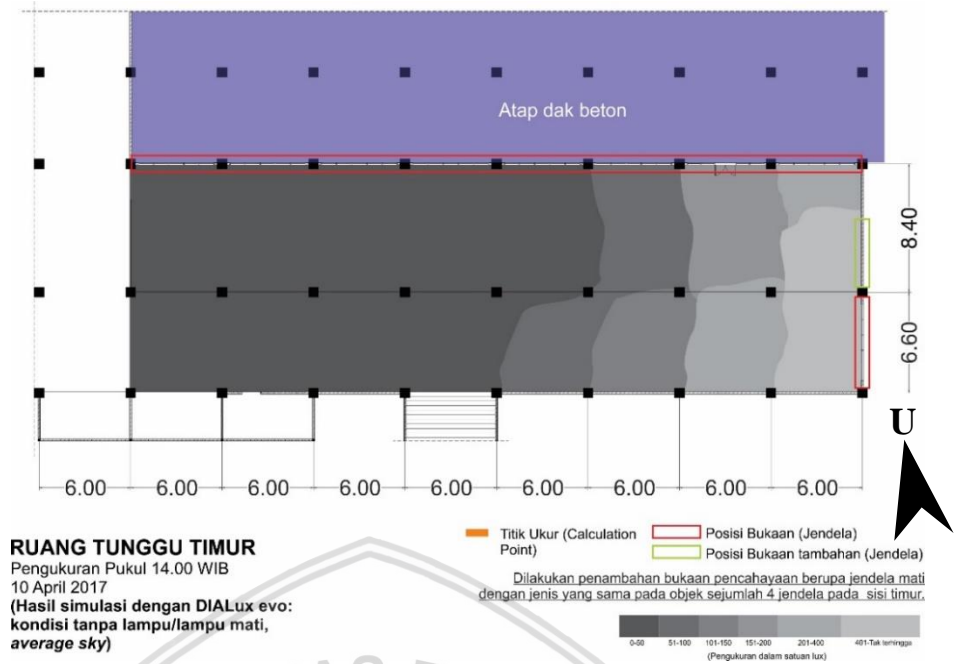 Atap dak beton
8.40
6.60
U
6.00 6.00 6.00 6.00 6.00 6.00 6.00 6.00 6.00
RUANG TUNGGU TIMUR
Pengukuran Pukul 14.00 WIB
10 April 2017
(Hasil simulasi dengan DIALux evo:
kondisi tanpa lampu/lampu mati,
average sky)
Titik Ukur (Calculation
Point)
Posisi Bukaan (Jendela)
Posisi Bukaan tambahan (Jendela)
Dilakukan penambahan bukaan pencahayaan berupa jendela mati
dengan jenis yang sama pada objek sejumlah 4 jendela pada sisi timur.
0-50 51-100 101-150 151-200 201-400 401-Tak terhingga
(Pengukuran dalam satuan lux)